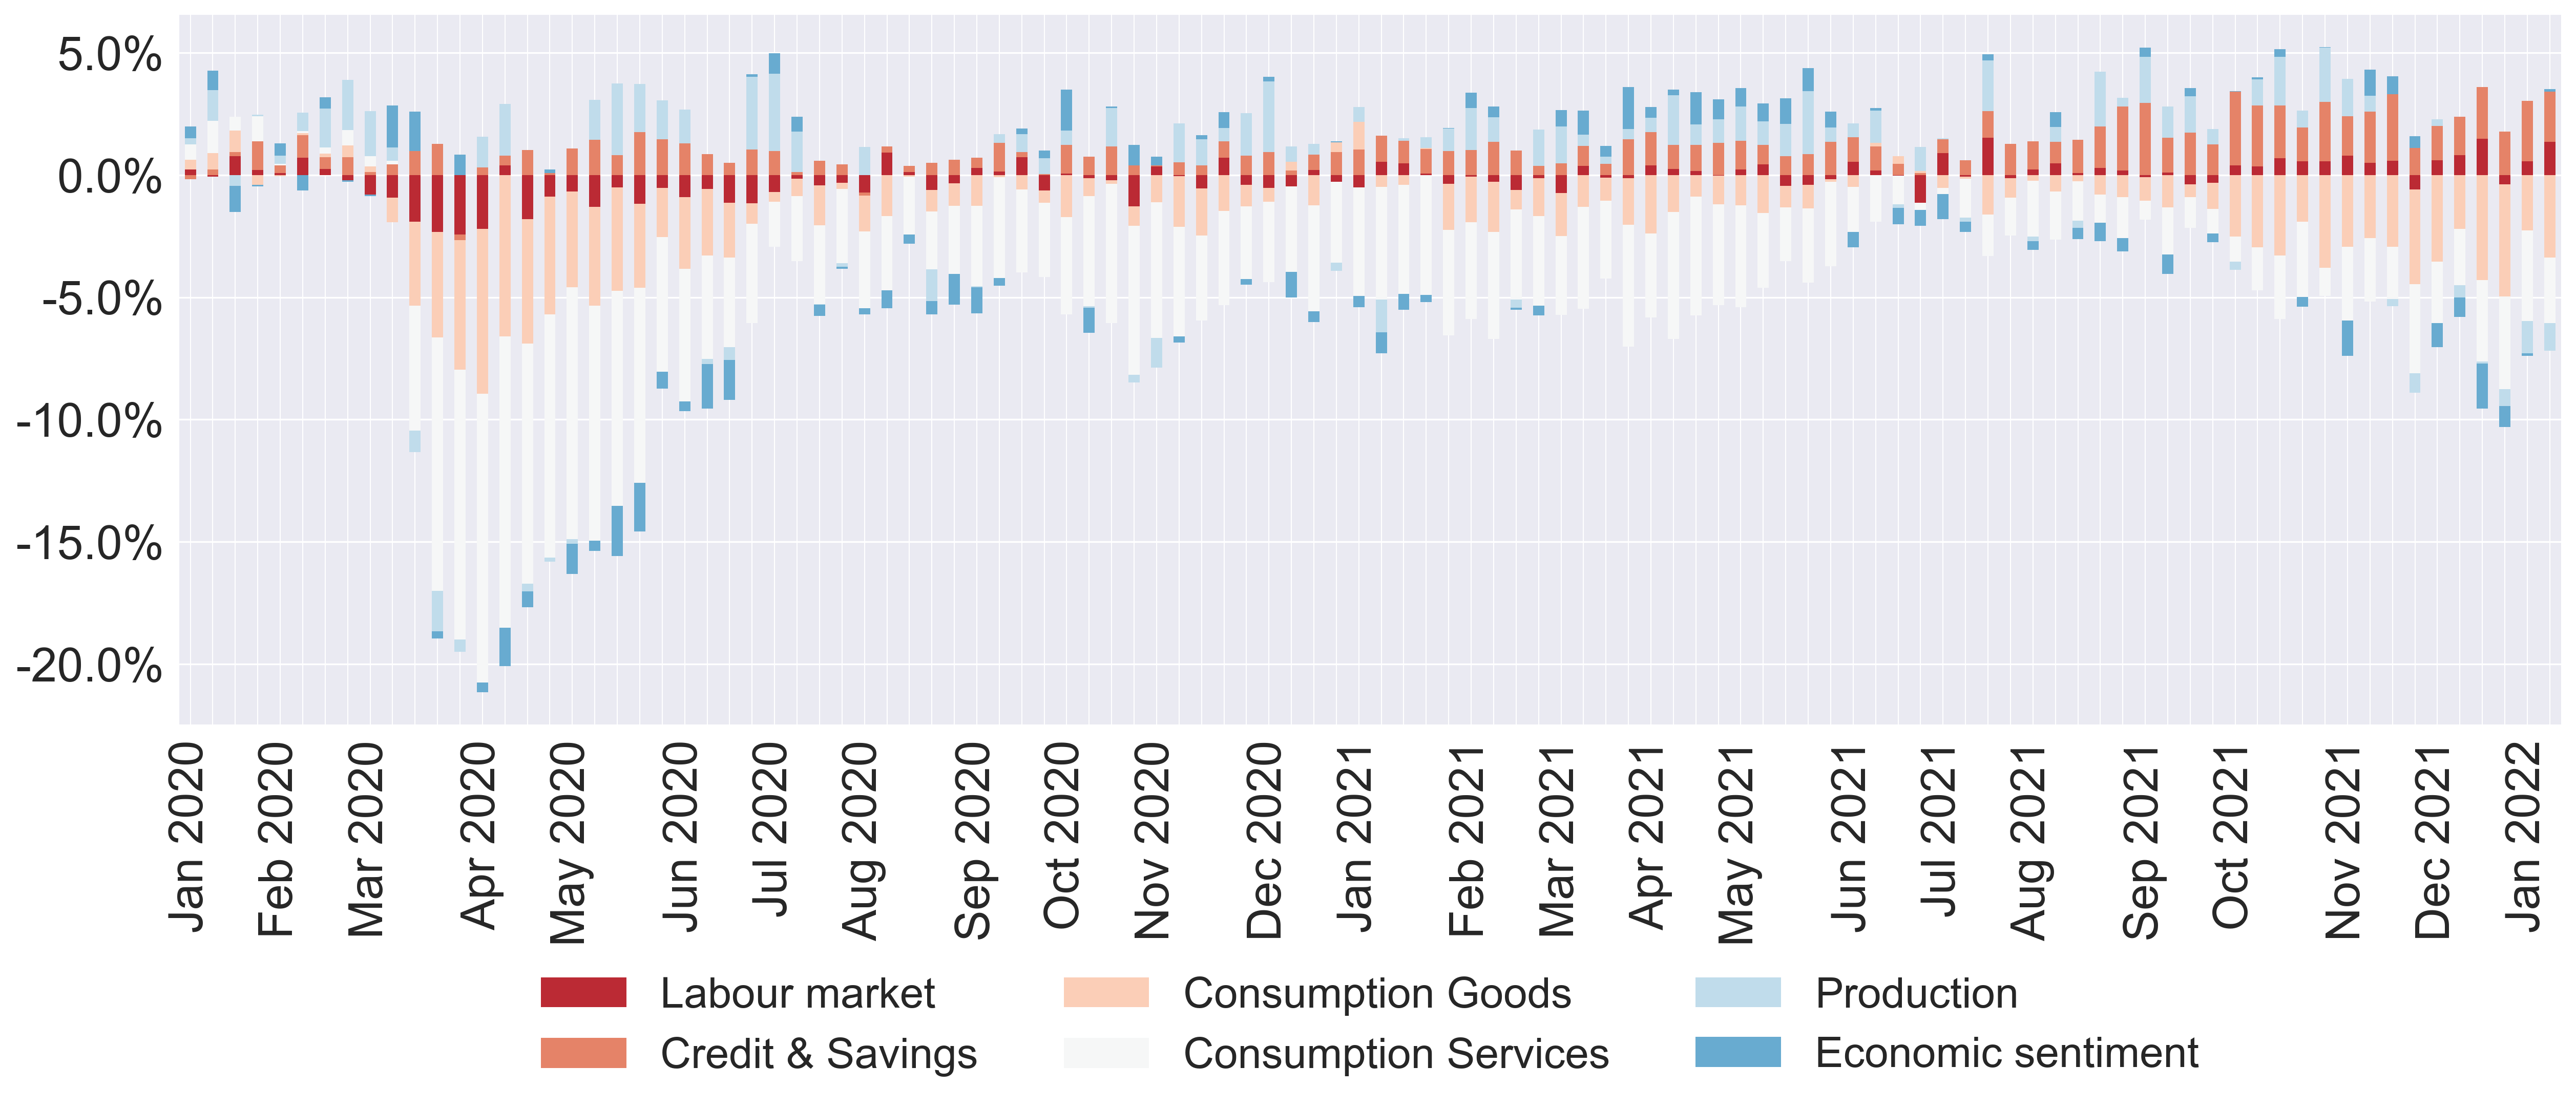 5.0%
0.0%
-5.0%
-10.0%
-15.0%
-20.0%
Jan 2020
Feb 2020
Mar 2020
Apr 2020
May 2020
Jun 2020
Jul 2020
Aug 2020
Sep 2020
Oct 2020
Nov 2020
Dec 2020
Jan 2021
Feb 2021
Mar 2021
Apr 2021
May 2021
Jun 2021
Jul 2021
Aug 2021
Sep 2021
Oct 2021
Nov 2021
Dec 2021
Jan 2022
Labour market
Credit & Savings
Consumption Goods
Consumption Services
Production
Economic sentiment